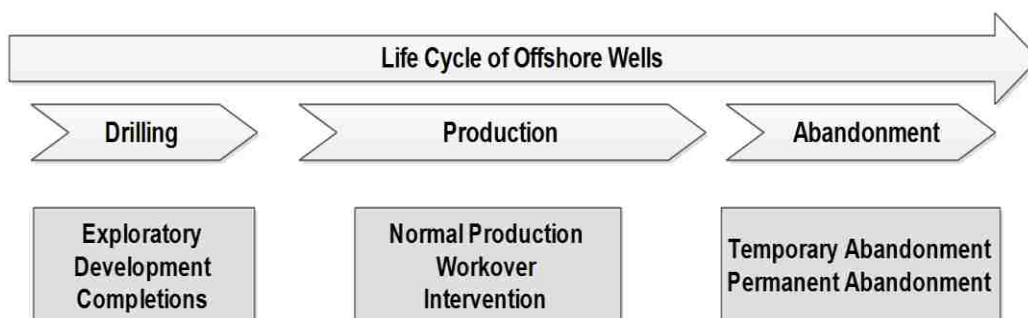 Life Cycle of Offshore Wells
Drilling
Production
Abandonment
Exploratory
Development
Completions
Normal Production
Workover
Intervention
Temporary Abandonment
Permanent Abandonment